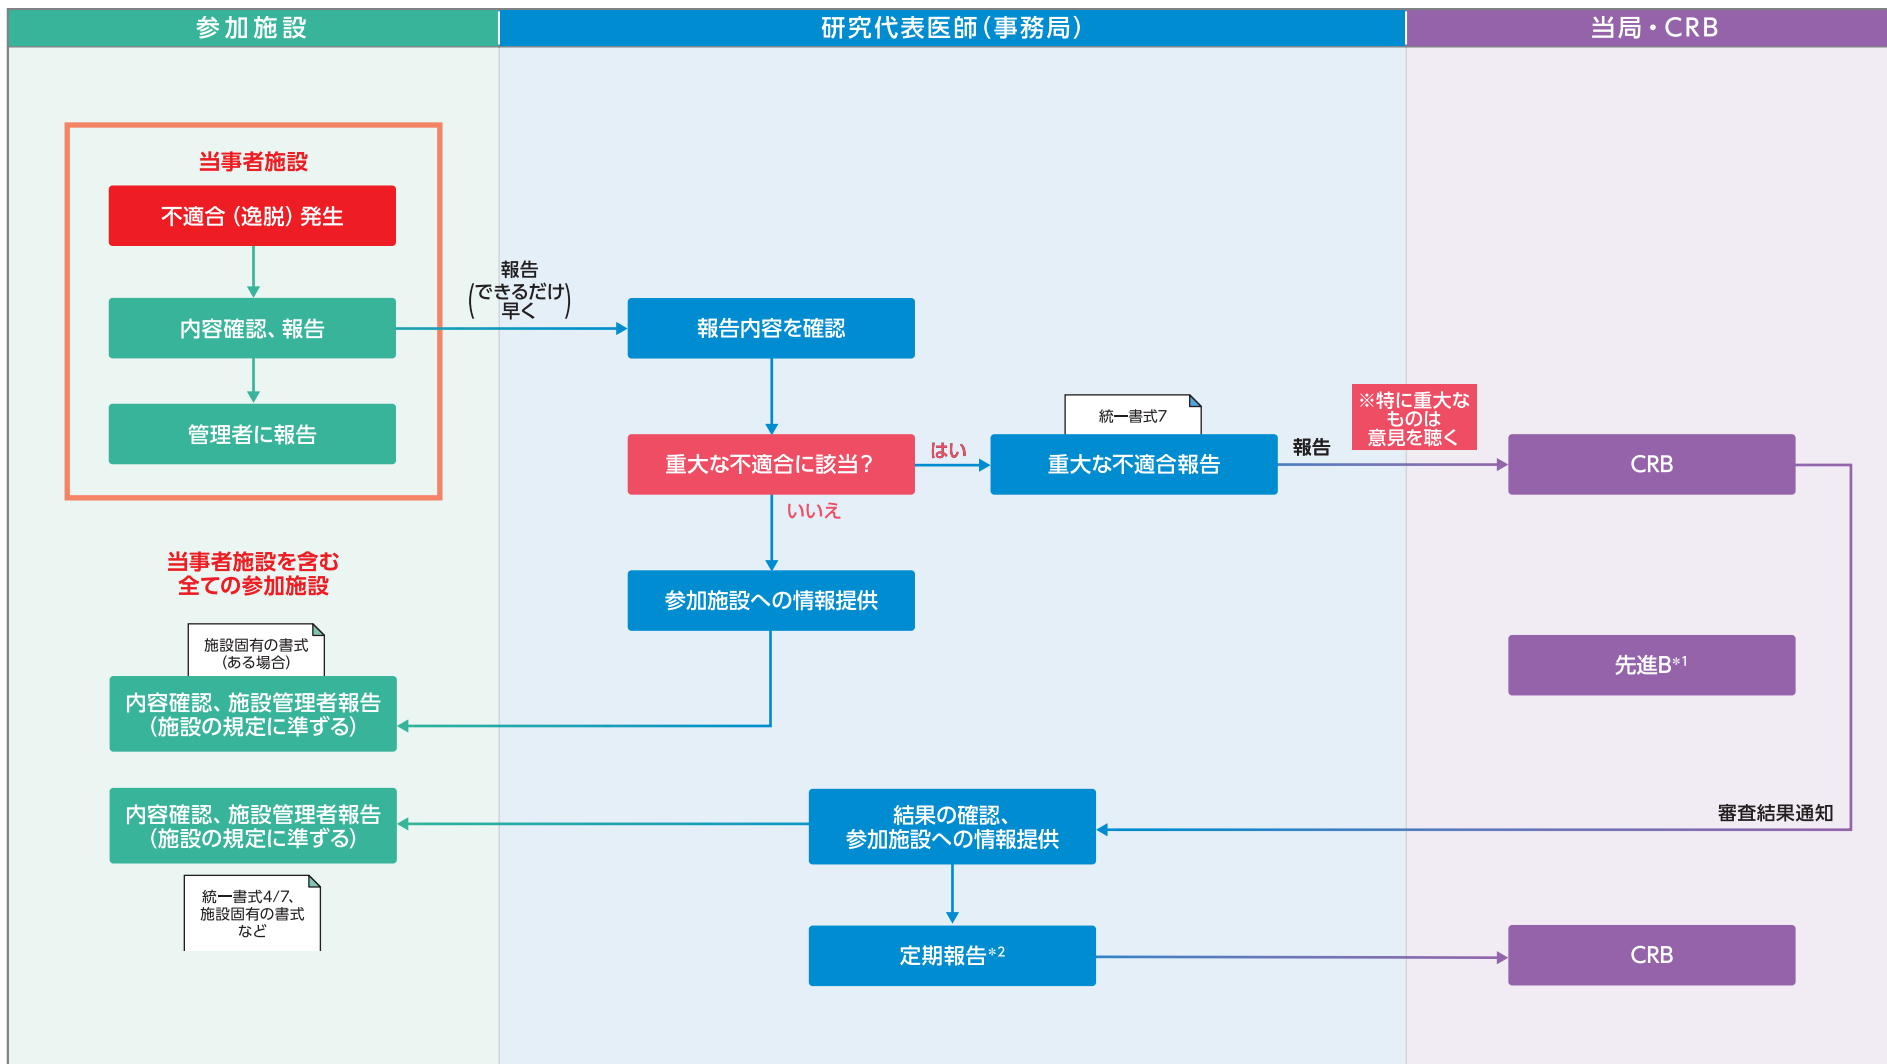 参加施設
研究代表医師(事務局)
当局・CRB
当事者施設
不適合(逸脱)発生
内容確認、報告
管理者に報告
報告
(できるだけ
早く)
報告内容を確認
重大な不適合に該当？
はい
いいえ
統一書式7
重大な不適合報告
報告
※特に重大な
ものは
意見を聴く
CRB
参加施設への情報提供
当事者施設を含む
全ての参加施設
施設固有の書式
(ある場合)
内容確認、施設管理者報告
(施設の規定に準ずる)
先進B*1
内容確認、施設管理者報告
(施設の規定に準ずる)
結果の確認、
参加施設への情報提供
審査結果通知
統一書式4/7、
施設固有の書式
など
定期報告*2
CRB